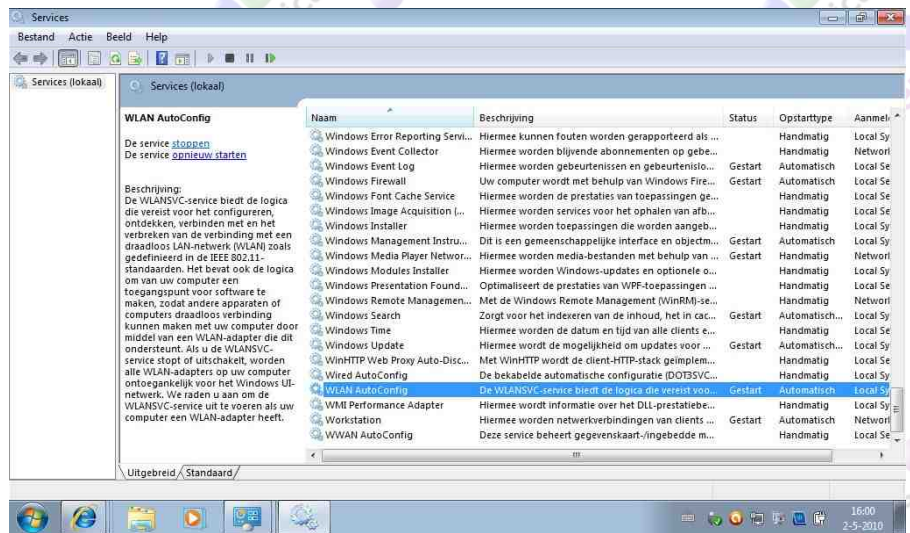 Services
Bestand Actie Beeld Help
Services (lokaal)
Services (lokaal)
WLAN AutoConfig
De service stoppen
De service opnieuw starten
Beschrijving:
De WLANSVC-service biedt de logica
die vereist voor het configureren,
ontdekken, verbinden met en het
verbreken van de verbinding met een
draadloos LAN-netwerk (WLAN) zoals
gedefinieerd in de IEEE 802.11-
standaarden. Het bevat ook de logica
om van uw computer een
toegangspunt voor software te
maken, zodat andere apparaten of
computers draadloos verbinding
kunnen maken met uw computer door
middel van een WLAN-adapter die dit
ondersteunt. Als u de WLANSVC-
service stopt of uitschakelt, worden
alle WLAN-adapters op uw computer
ontoegankelijk voor het Windows UI-
netwerk. We raden u aan om de
WLANSVC-service uit te voeren als uw
computer een WLAN-adapter heeft.
Naam Beschrijving Status Opstarttype Aanmel
Windows Error Reporting Servi... Hiermee kunnen fouten worden gerapporteerd als ... Handmatig Local Sy
Windows Event Collector Hiermee worden blijvende abonnementen op gebe... Handmatig Networl
Windows Event Log Hiermee worden gebeurtenissen en gebeurtenislo... Gestart Automatisch Local Se
Windows Firewall Uw computer wordt met behulp van Windows Fire... Gestart Automatisch Local Se
Windows Font Cache Service Hiermee worden de prestaties van toepassingen ge... Handmatig Local Se
Windows Image Acquisition (... Hiermee worden services voor het ophalen van afb... Handmatig Local Se
Windows Installer Hiermee worden toepassingen die worden aangeb... Handmatig Local Sy
Windows Management Instru... Dit is een gemeenschappelijke interface en objectm... Gestart Automatisch Local Sy
Windows Media Player Networ... Hiermee worden media-bestanden met behulp van ... Gestart Handmatig Networl
Windows Modules Installer Hiermee worden Windows-updates en optionele o... Handmatig Local Sy
Windows Presentation Found... Optimaliseert de prestaties van WPF-toepassingen ... Handmatig Local Se
Windows Remote Managemen... Met de Windows Remote Management (WinRM)-se... Handmatig Networl
Windows Search Zorgt voor het indexeren van de inhoud, het in cac... Gestart Automatisch... Local Sy
Windows Time Hiermee worden de datum en tijd van alle clients e... Handmatig Local Se
Windows Update Hiermee wordt de mogelijkheid om updates voor ... Gestart Automatisch... Local Sy
WinHTTP Web Proxy Auto-Disc... Met WinHTTP wordt de client-HTTP-stack geïmplem... Handmatig Local Se
Wired AutoConfig De bekabelde automatische configuratie (DOT3SVC... Handmatig Local Sy
WLAN AutoConfig De WLANSVC-service biedt de logica die vereist voo... Gestart Automatisch Local Sy
WMI Performance Adapter Hiermee wordt informatie over het DLL-prestatiebe... Handmatig Local Sy
Workstation Hiermee worden netwerkverbindingen van clients ... Gestart Automatisch Networl
WWAN AutoConfig Deze service beheert gegevenskaart-/ingebedde m... Handmatig Local Se
Uitgebreid Standaard
16:00
2-5-2010